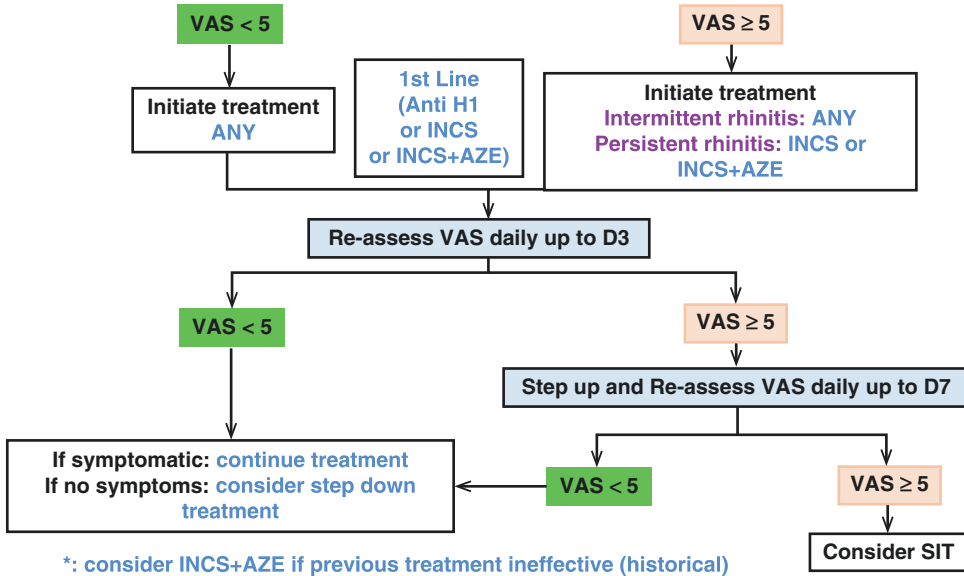 VAS < 5
VAS ≥ 5
Initiate treatment
ANY
1st Line
(Anti H1
or INCS
or INCS+AZE)
Initiate treatment
Intermittent rhinitis: ANY
Persistent rhinitis: INCS or
INCS+AZE
Re-assess VAS daily up to D3
VAS < 5
VAS ≥ 5
Step up and Re-assess VAS daily up to D7
If symptomatic: continue treatment
If no symptoms: consider step down
treatment
VAS < 5
VAS ≥ 5
Consider SIT
*: consider INCS+AZE if previous treatment ineffective (historical)